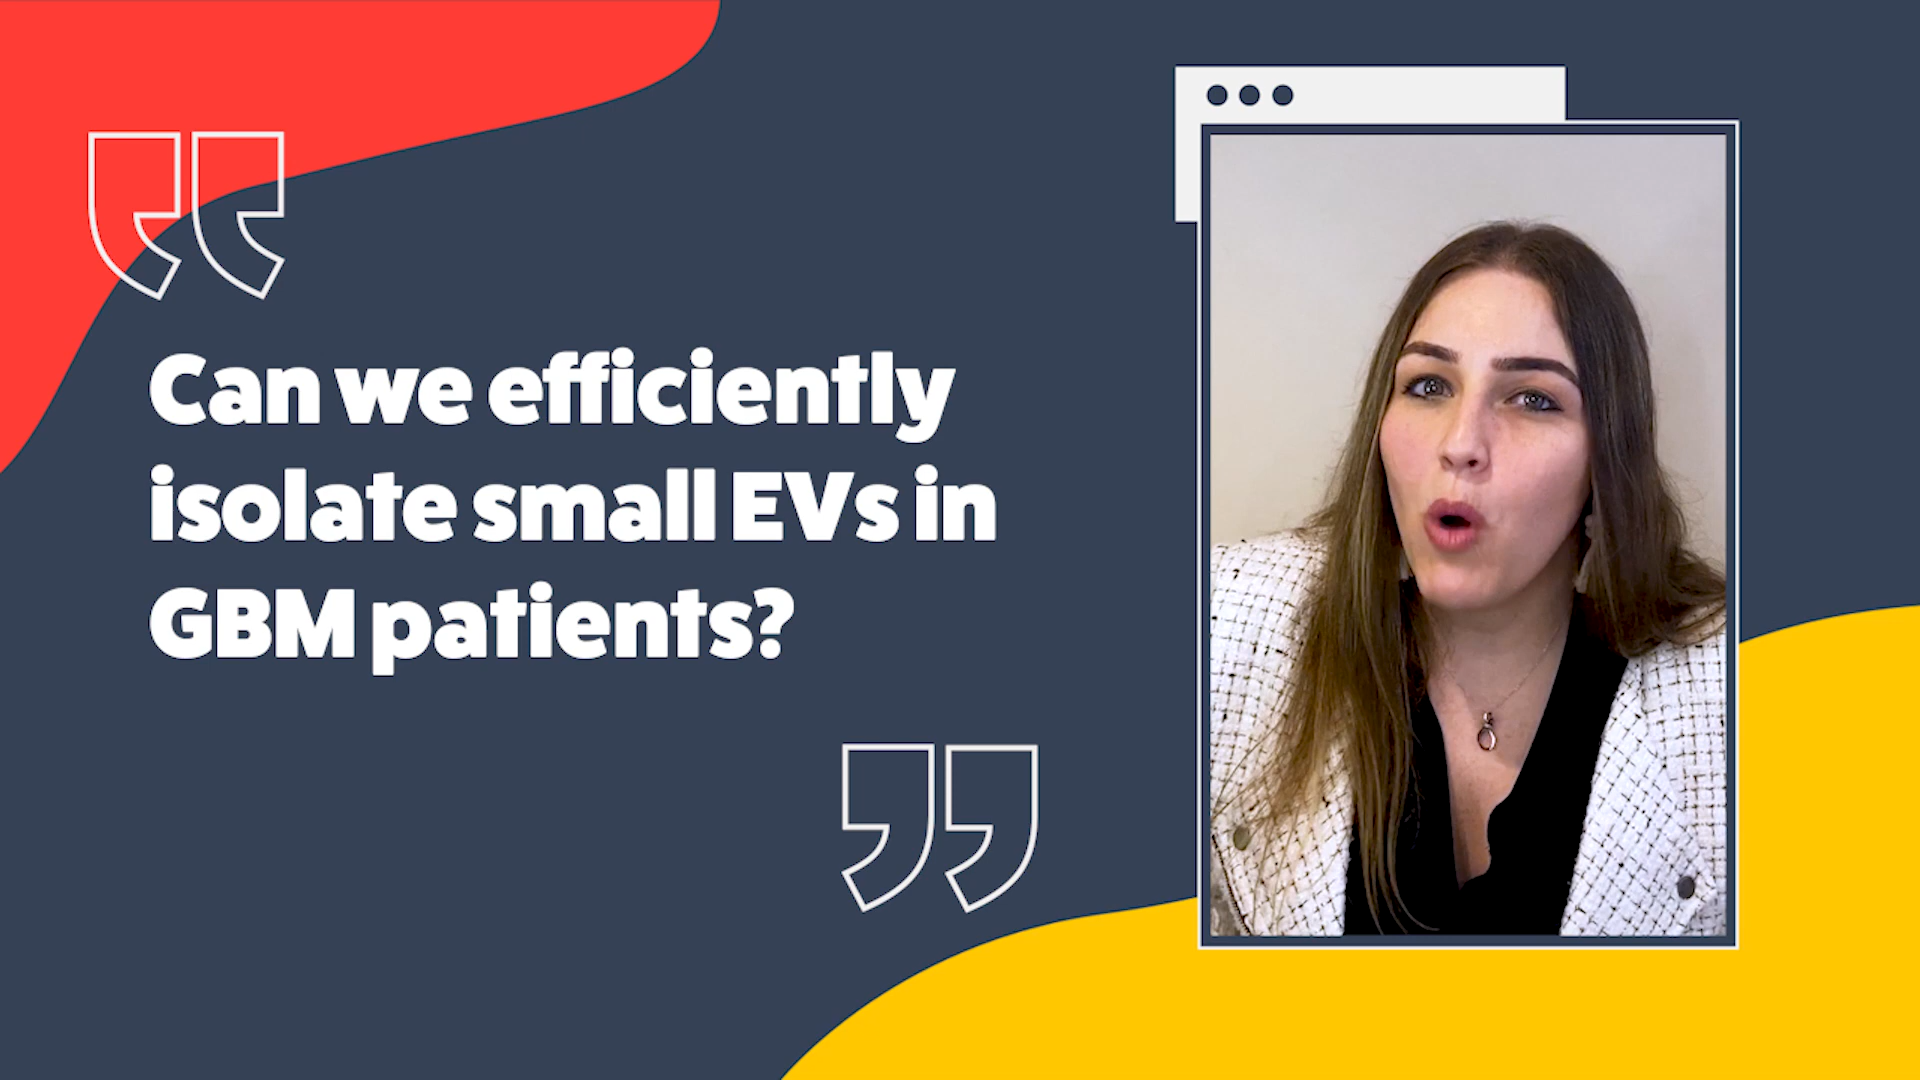 Can we efficiently
isolate small EVs in
GBM patients?